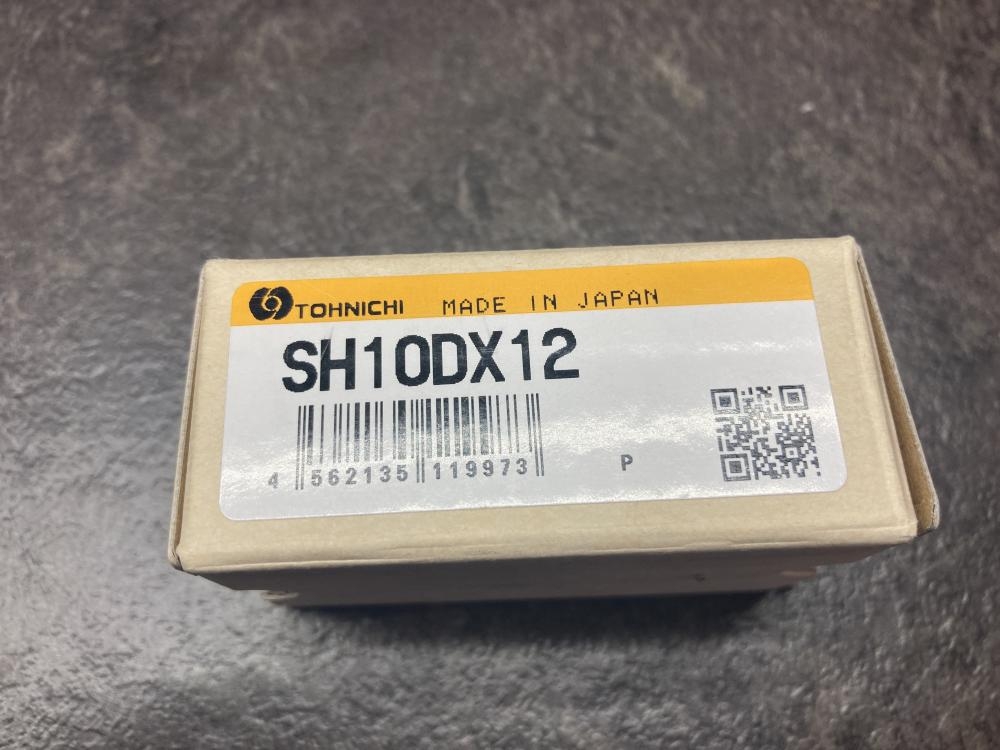 TOHNICHI MADE IN JAPAN
SH10DX12
4 562135 119973
P